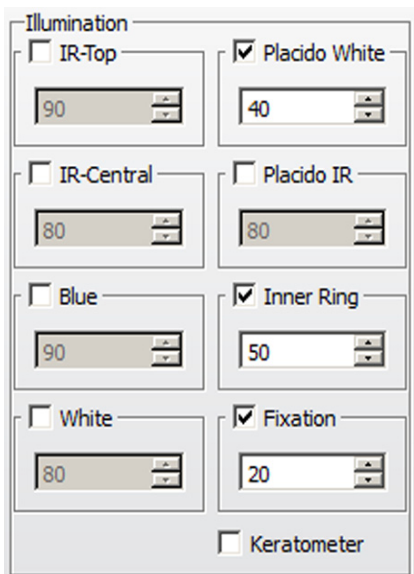 Illumination
IR-Top Placido White
90 40
IR-Central Placido IR
80 80
Blue Inner Ring
90 50
White Fixation
80 20
Keratometer